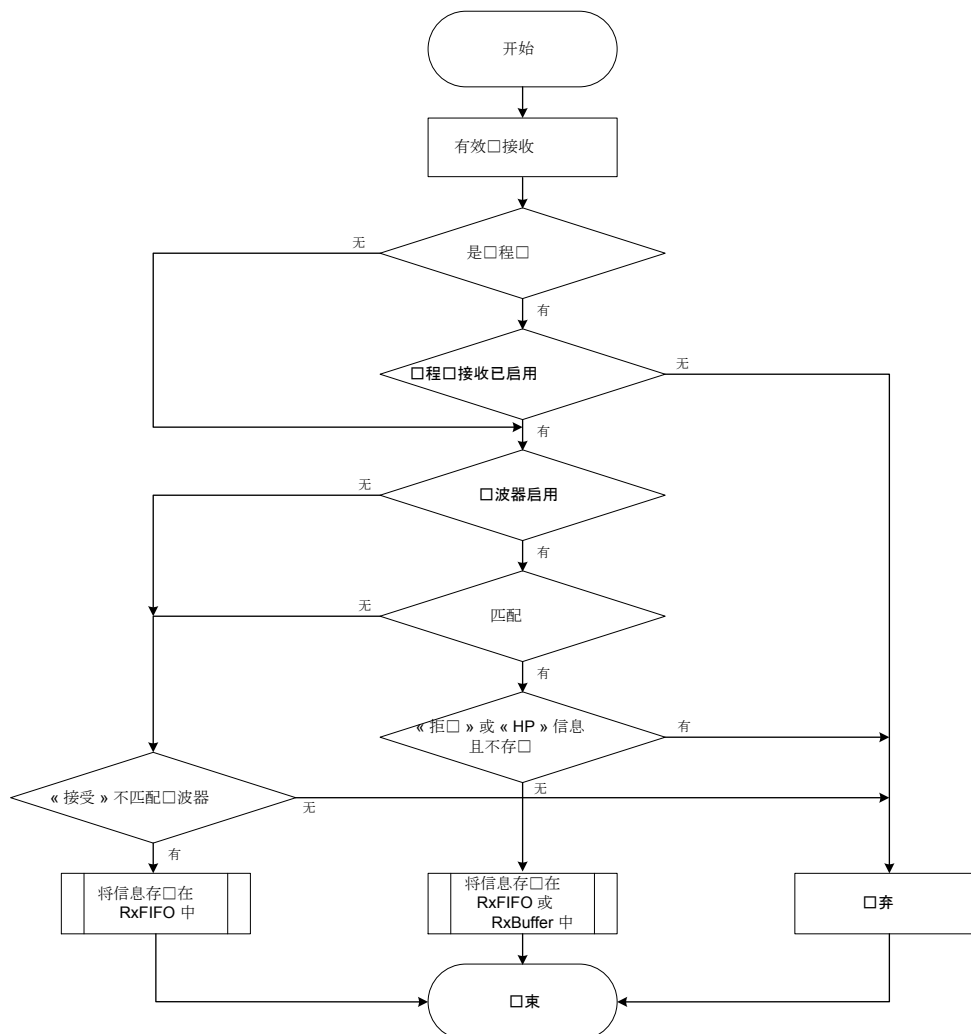 开始
有效□接收
无
是□程□
有
□程□接收已启用
无
有
无
□波器启用
有
无
匹配
有
« 拒□ » 或 « HP » 信息
且不存□
有
无
« 接受 » 不匹配□波器
无
有
将信息存□在
RxFIFO 中
将信息存□在
RxFIFO 或
RxBuffer 中
□弃
□束